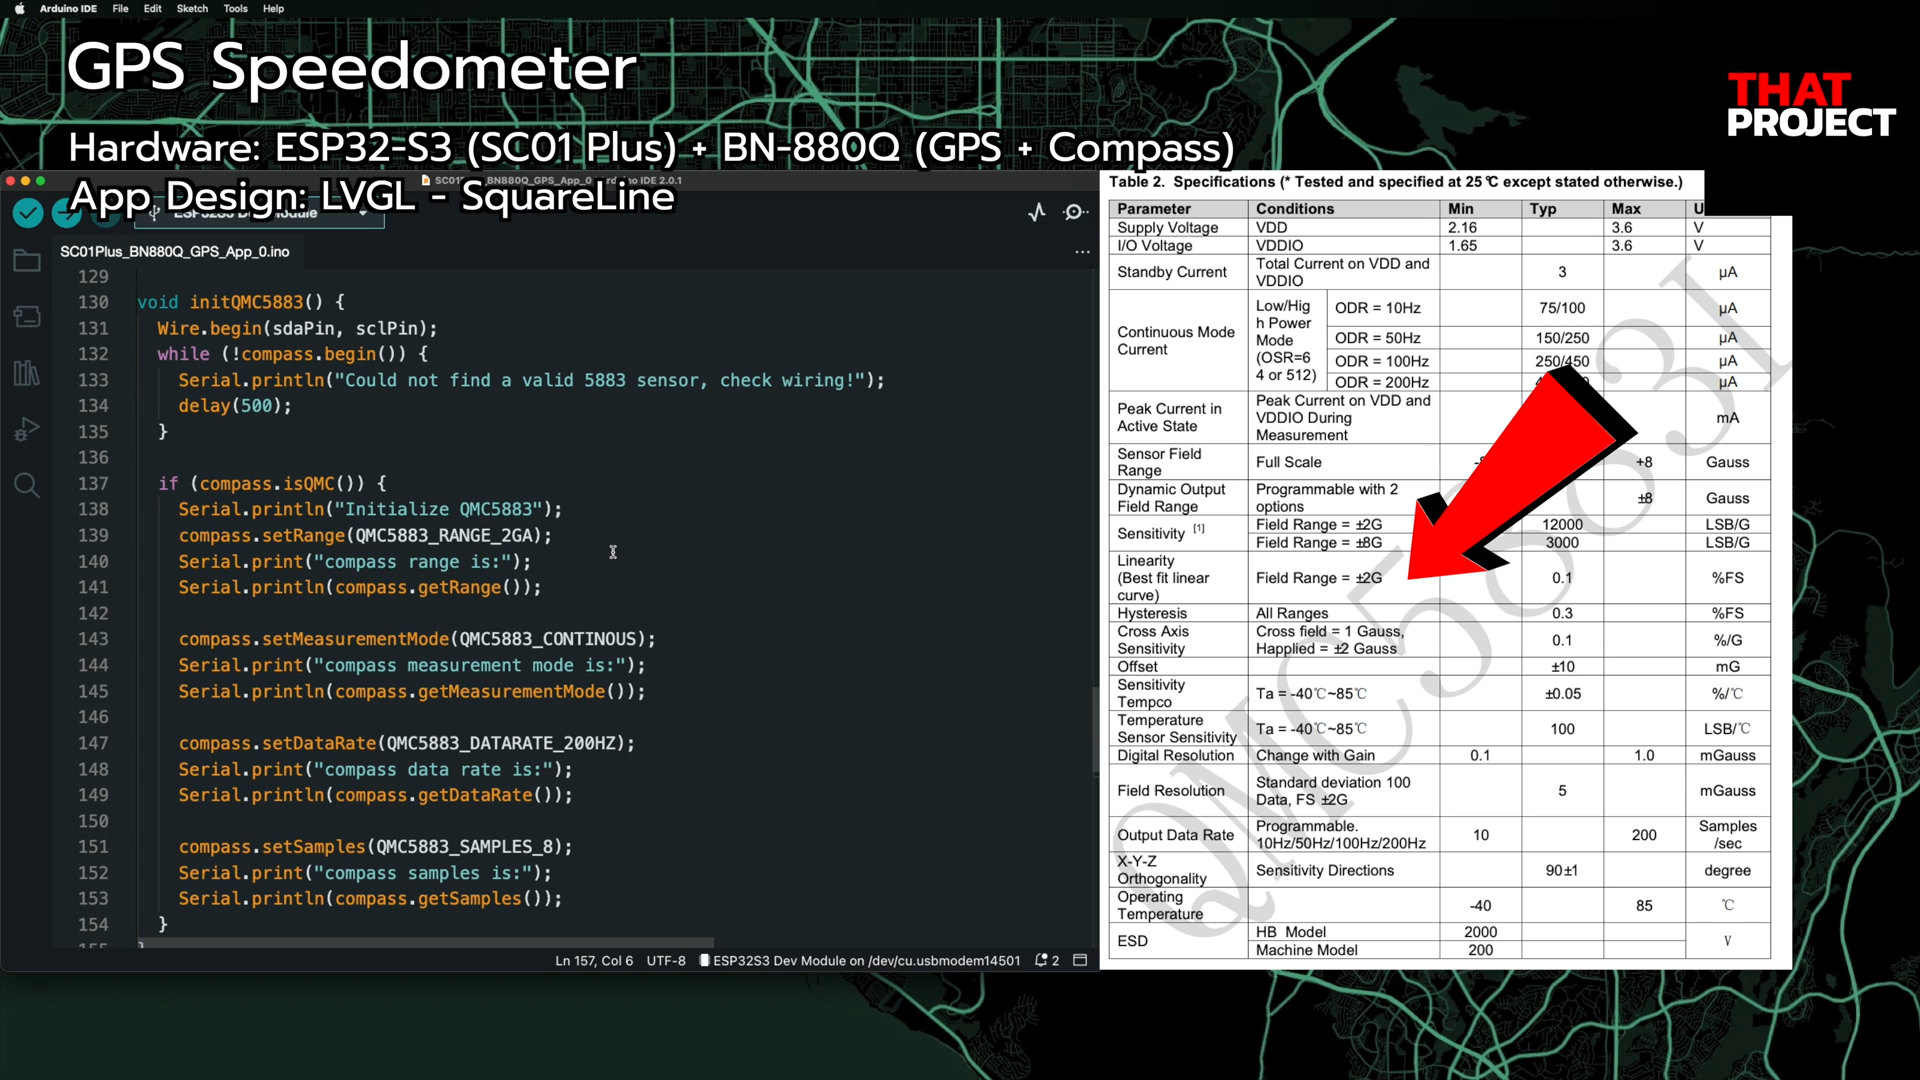 Arduino IDE File Edit Sketch Tools Help
GPS Speedometer
Hardware: ESP32-S3 (SC01 Plus) + BN-880Q (GPS + Compass)
App Design: LVGL - SquareLine
THAT
PROJECT
SC01Plus_BN880Q_GPS_App_0.ino
129
130 void initQMC5883() {
131 Wire.begin(sdaPin, sclPin);
132 while (!compass.begin()) {
133 Serial.println("Could not find a valid 5883 sensor, check wiring!");
134 delay(500);
135 }
136
137 if (compass.isQMC()) {
138 Serial.println("Initialize QMC5883");
139 compass.setRange(QMC5883_RANGE_2GA);
140 Serial.print("compass range is:");
141 Serial.println(compass.getRange());
142
143 compass.setMeasurementMode(QMC5883_CONTINOUS);
144 Serial.print("compass measurement mode is:");
145 Serial.println(compass.getMeasurementMode());
146
147 compass.setDataRate(QMC5883_DATARATE_200HZ);
148 Serial.print("compass data rate is:");
149 Serial.println(compass.getDataRate());
150
151 compass.setSamples(QMC5883_SAMPLES_8);
152 Serial.print("compass samples is:");
153 Serial.println(compass.getSamples());
154 }
Ln 157, Col 6 UTF-8 ESP32S3 Dev Module on /dev/cu.usbmodem14501 2
Table 2. Specifications (* Tested and specified at 25℃ except stated otherwise.)
Parameter Conditions Min Typ Max
Supply Voltage VDD 2.16 3.6 V
I/O Voltage VDDIO 1.65 3.6 V
Standby Current Total Current on VDD and
VDDIO 3 µA
Continuous Mode
Current
Low/Hig
h Power
Mode
(OSR=6
4 or 512)
ODR = 10Hz 75/100 µA
ODR = 50Hz 150/250 µA
ODR = 100Hz 250/450 µA
ODR = 200Hz µA
Peak Current in
Active State
Peak Current on VDD and
VDDIO During
Measurement
mA
Sensor Field
Range
Full Scale +8 Gauss
Dynamic Output
Field Range
Programmable with 2
options
±8 Gauss
Sensitivity [1] Field Range = ±2G 12000 LSB/G
Field Range = ±8G 3000 LSB/G
Linearity
(Best fit linear
curve)
Field Range = ±2G 0.1 %FS
Hysteresis All Ranges 0.3 %FS
Cross Axis
Sensitivity
Cross field = 1 Gauss,
Happlied = ±2 Gauss
0.1 %/G
Offset ±10 mG
Sensitivity
Tempco
Ta = -40℃~85℃ ±0.05 %/℃
Temperature
Sensor Sensitivity
Ta = -40℃~85℃ 100 LSB/℃
Digital Resolution Change with Gain 0.1 1.0 mGauss
Field Resolution Standard deviation 100
Data, FS ±2G
5 mGauss
Output Data Rate Programmable.
10Hz/50Hz/100Hz/200Hz
10 200 Samples
/sec
X-Y-Z
Orthogonality
Sensitivity Directions 90±1 degree
Operating
Temperature
-40 85 ℃
ESD HB Model 2000 V
Machine Model 200